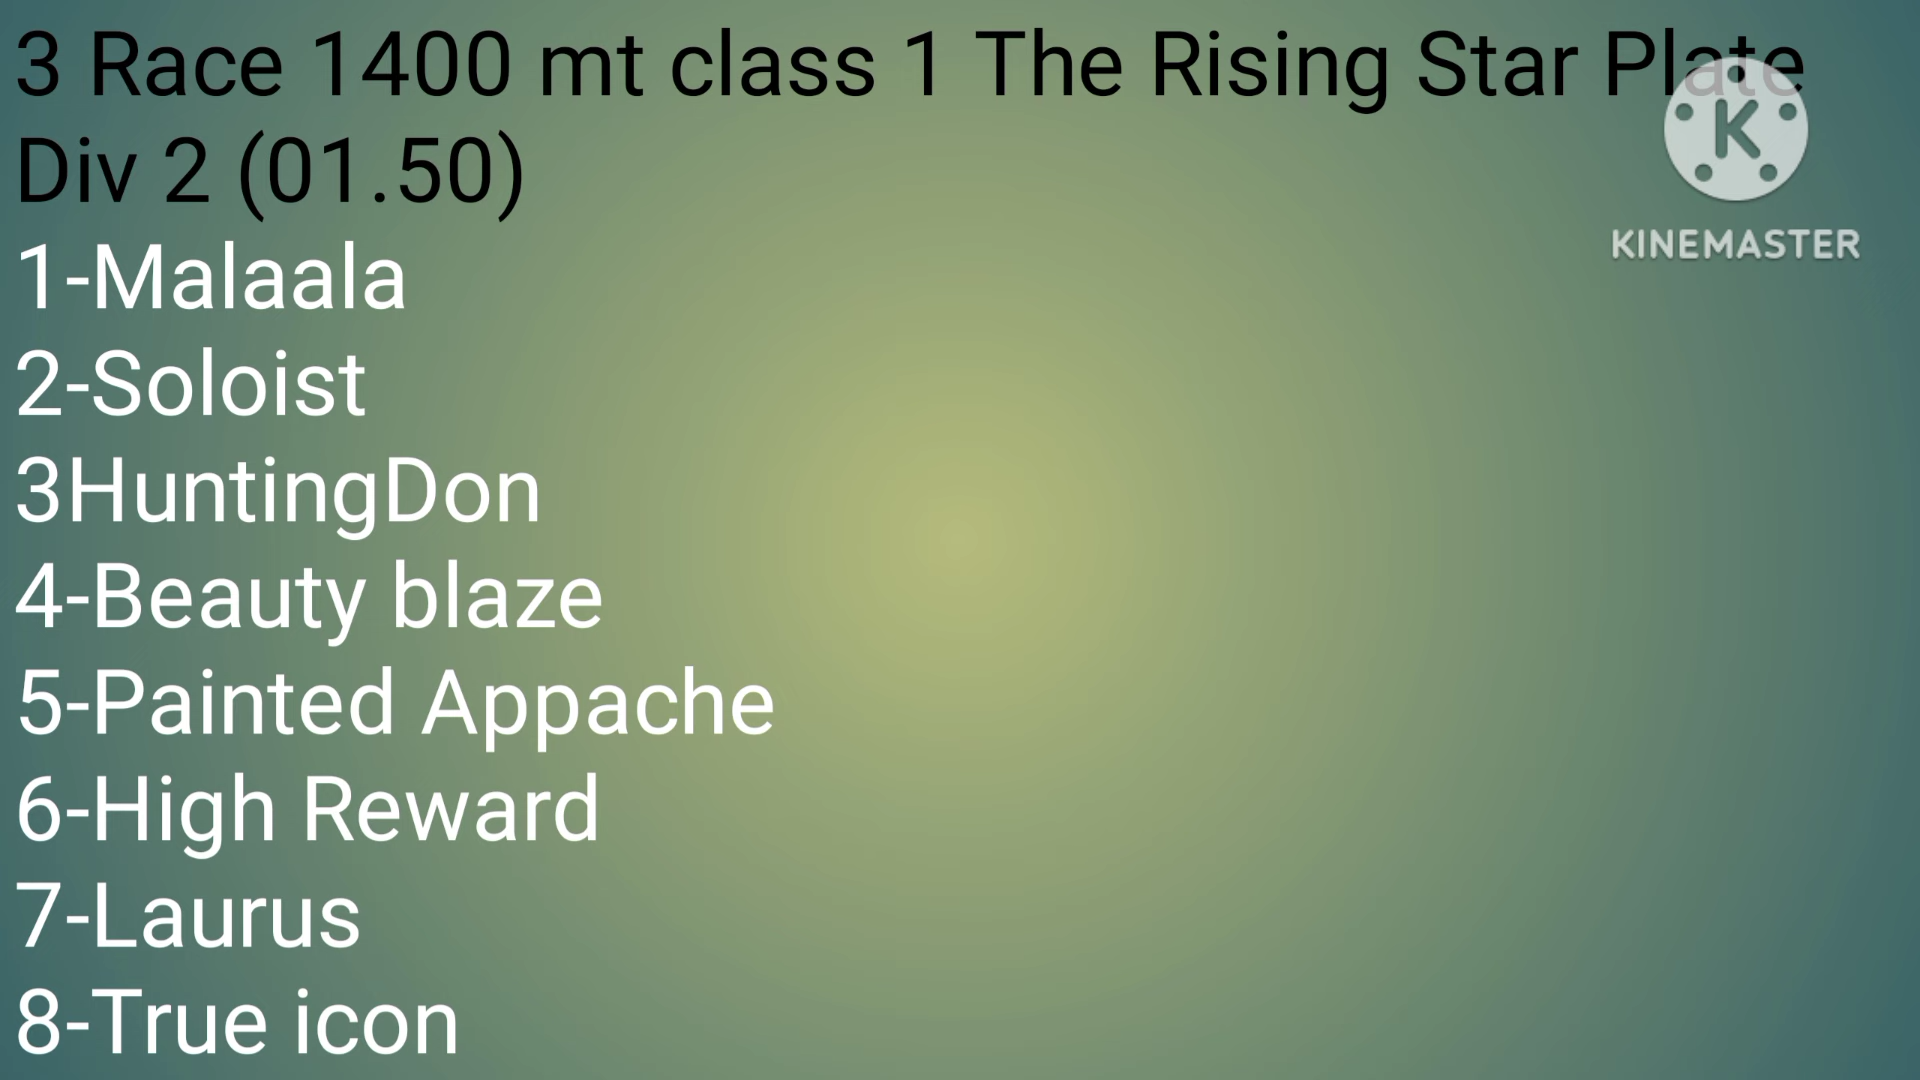 3 Race 1400 mt class 1 The Rising Star Plate
Div 2 (01.50)
1-Malaala
2-Soloist
3HuntingDon
4-Beauty blaze
5-Painted Appache
6-High Reward
7-Laurus
8-True icon
K
KINEMASTER